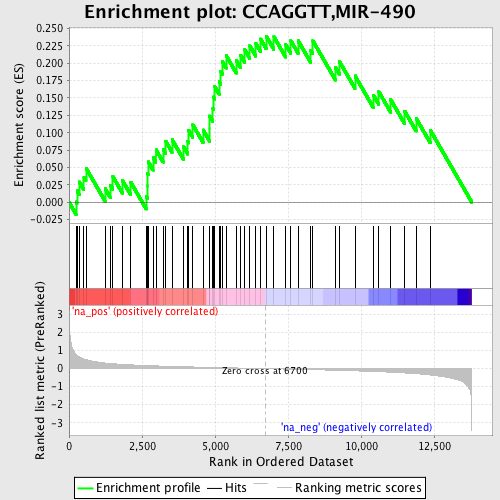 Enrichment plot: CCAGGTT,MIR-490
Enrichment score (ES)
0.250
0.225
0.200
0.175
0.150
0.125
0.100
0.075
0.050
0.025
0.000
-0.025
'na_pos' (positively correlated)
Ranked list metric (PreRanked)
3
2
1
0
-1
-2
-3
Zero cross at 6700
'na_neg' (negatively correlated)
0
2,500
5,000
7,500
10,000
12,500
Rank in Ordered Dataset
Enrichment profile
Hits
Ranking metric scores